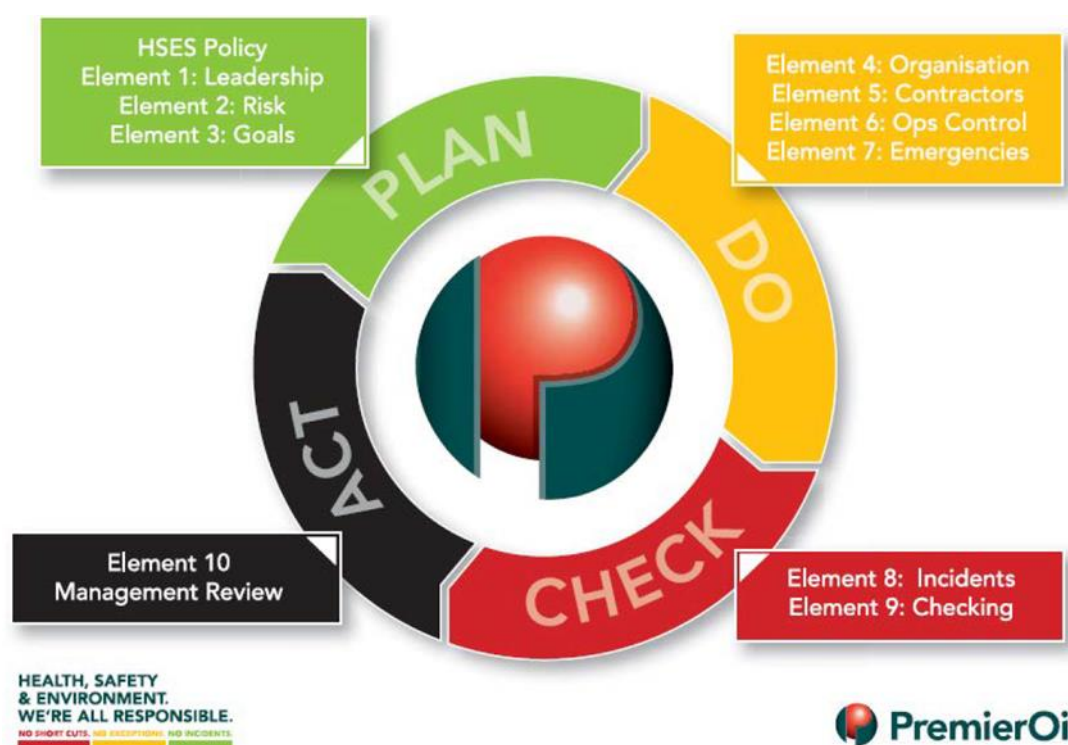 HSES Policy
Element 1: Leadership
Element 2: Risk
Element 3: Goals
Element 4: Organisation
Element 5: Contractors
Element 6: Ops Control
Element 7: Emergencies
PLAN
DO
ACT
CHECK
Element 10
Management Review
Element 8: Incidents
Element 9: Checking
HEALTH, SAFETY
& ENVIRONMENT.
WE'RE ALL RESPONSIBLE.
NO SHORT CUTS. NO EXCEPTIONS. NO INCIDENTS.
PremierOi